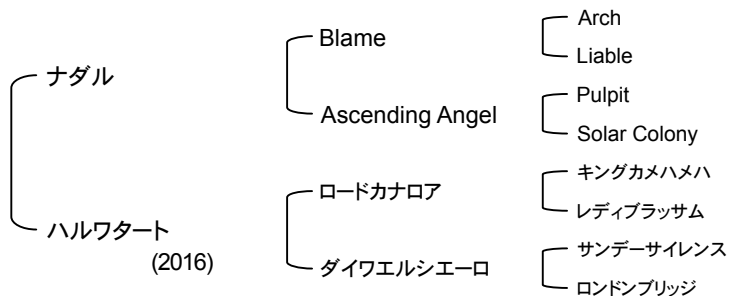 ナダル
ハルワタート
(2016)
Blame
Ascending Angel
ロードカナロア
ダイワエルシエーロ
Arch
Liable
Pulpit
Solar Colony
キングカメハメハ
レディブラッサム
サンデーサイレンス
ロンドンブリッジ